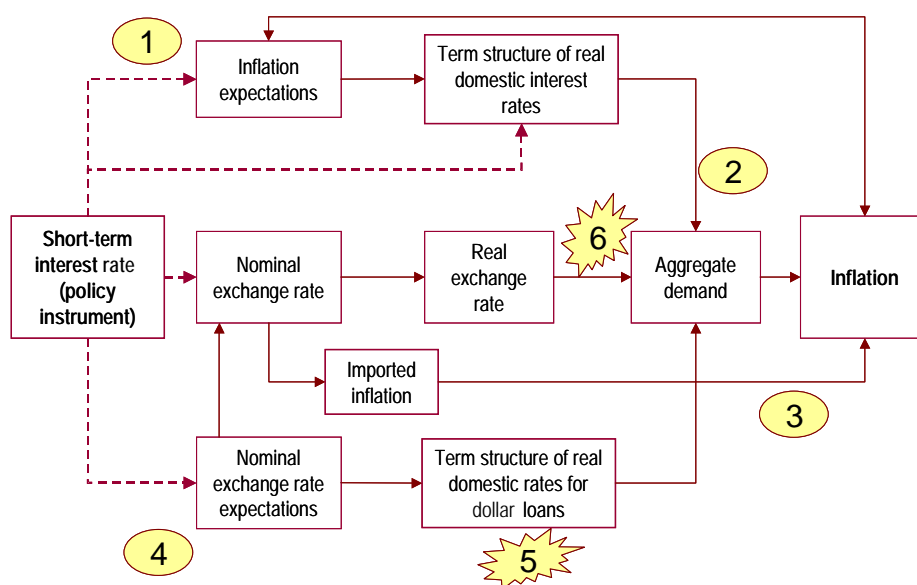 1
Inflation
expectations
Term structure of real
domestic interest
rates
2
Short-term
interest rate
(policy
instrument)
Nominal
exchange rate
Real
exchange
rate
6
Aggregate
demand
Inflation
Imported
inflation
3
Nominal
exchange rate
expectations
Term structure of real
domestic rates for
dollar loans
4
5